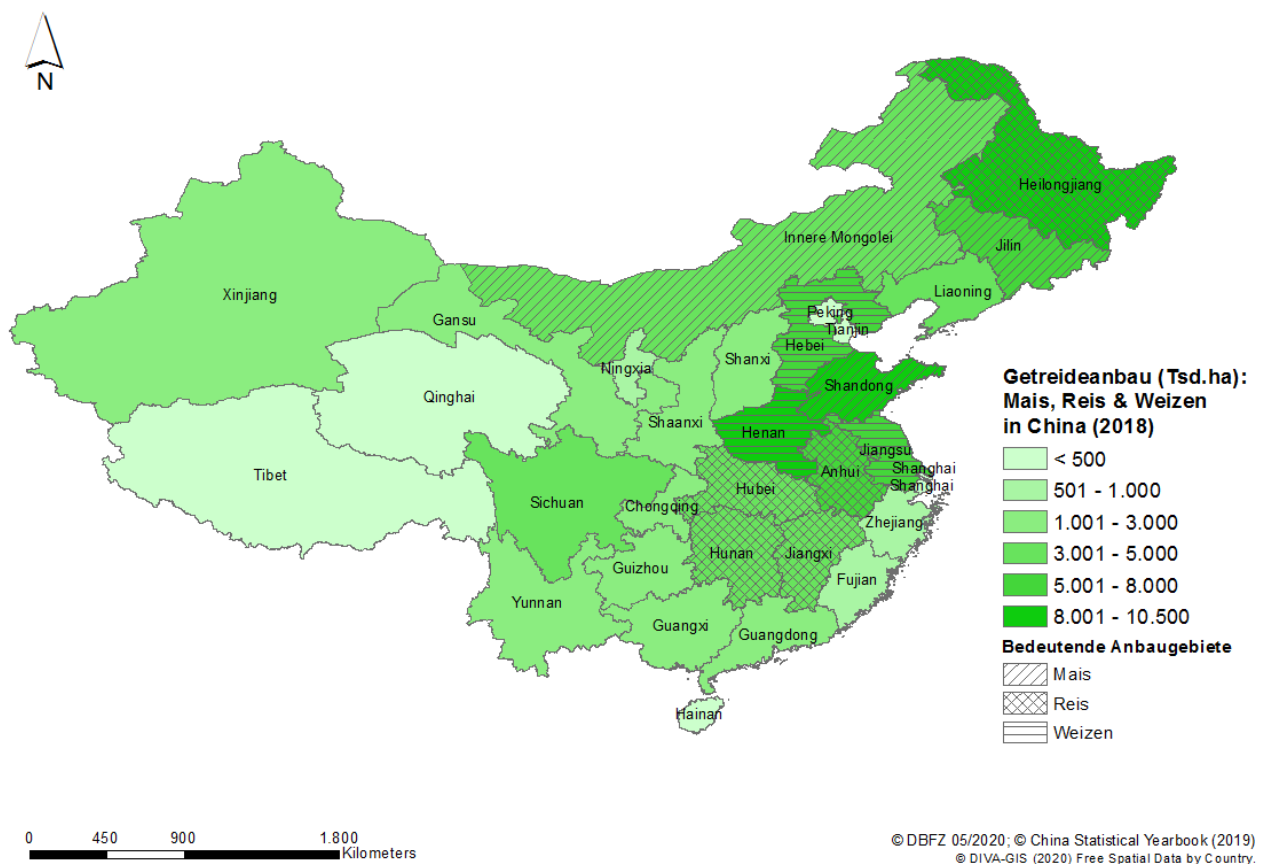 N
Heilongjiang
Innere Mongolei
Jilin
Xinjiang
Liaoning
Peking
Gansu
Tianjin
Hebei
Shanxi
Ningxia
Shandong
Qinghai
Shaanxi
Henan
Jiangsu
Shanghai
Anhui
Tibet
Hubei
Shanghai
Sichuan
Chongqing
Zhejiang
Hunan
Jiangxi
Guizhou
Fujian
Yunnan
Guangxi
Guangdong
Hainan
Getreideanbau (Tsd.ha):
Mais, Reis & Weizen
in China (2018)
< 500
501 - 1.000
1.001 - 3.000
3.001 - 5.000
5.001 - 8.000
8.001 - 10.500
Bedeutende Anbaugebiete
Mais
Reis
Weizen
0 450 900 1.800
Kilometers
© DBFZ 05/2020; © China Statistical Yearbook (2019)
© DIVA-GIS (2020) Free Spatial Data by Country.